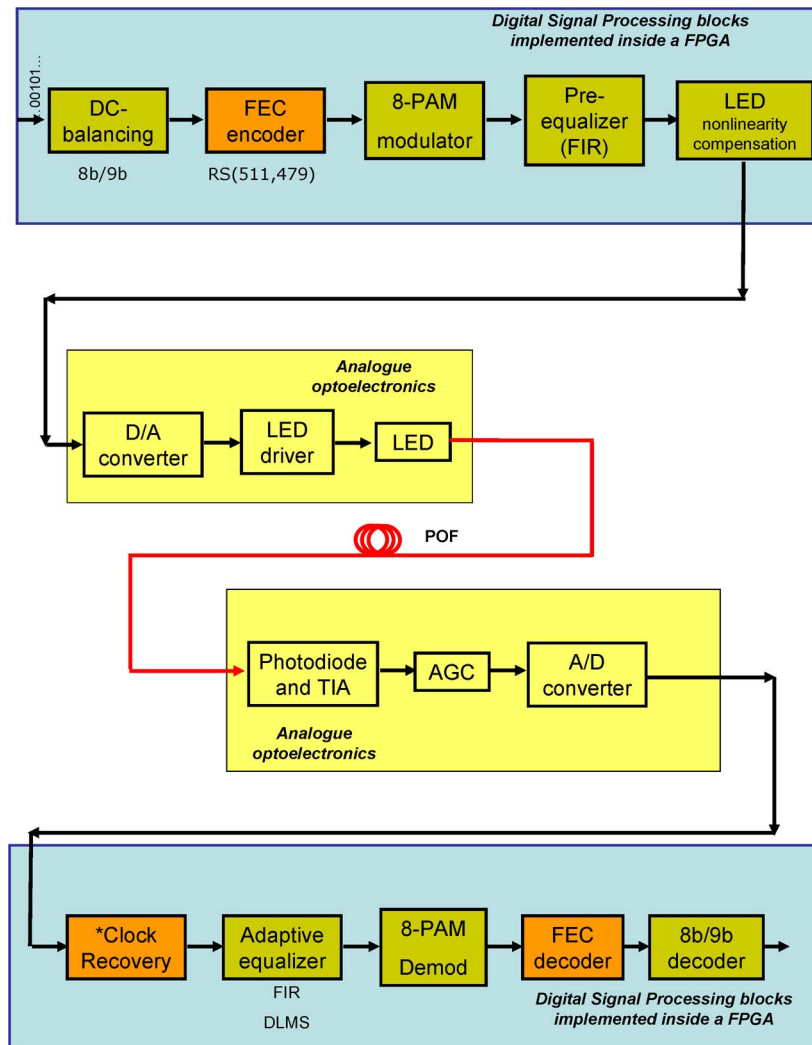 Digital Signal Processing blocks
implemented inside a FPGA
..00101...
DC-
balancing
FEC
encoder
8-PAM
modulator
Pre-
equalizer
(FIR)
LED
nonlinearity
compensation
8b/9b
RS(511,479)
Analogue
optoelectronics
D/A
converter
LED
driver
LED
POF
Photodiode
and TIA
AGC
A/D
converter
Analogue
optoelectronics
*Clock
Recovery
Adaptive
equalizer
8-PAM
Demod
FEC
decoder
8b/9b
decoder
FIR
DLMS
Digital Signal Processing blocks
implemented inside a FPGA